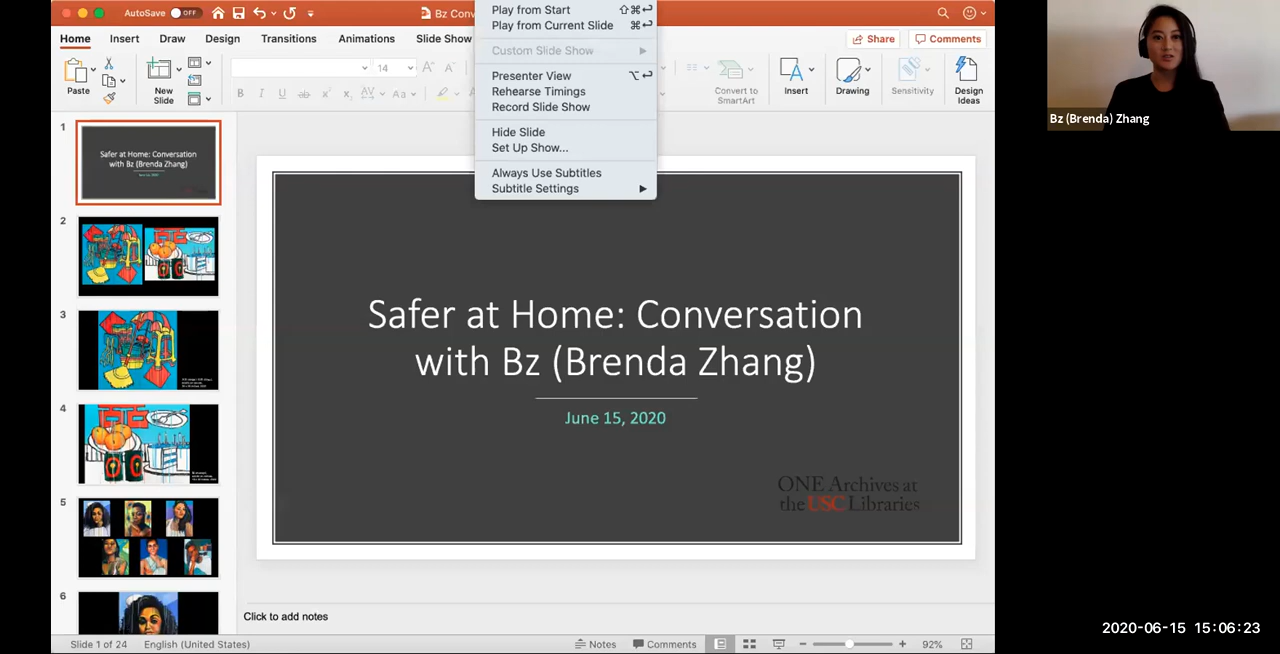 AutoSave OFF
Bz Conv
Home Insert Draw Design Transitions Animations Slide Show
Share Comments
Paste
New
Slide
14
Convert to
SmartArt
Insert
Drawing
Sensitivity
Design
Ideas
Play from Start
Play from Current Slide
Custom Slide Show
Presenter View
Rehearse Timings
Record Slide Show
Hide Slide
Set Up Show...
Always Use Subtitles
Subtitle Settings
1
Safer at Home: Conversation
with Bz (Brenda Zhang)
June 15, 2020
2
3
4
5
6
Safer at Home: Conversation
with Bz (Brenda Zhang)
June 15, 2020
ONE Archives at
the USC Libraries
Click to add notes
Slide 1 of 24 English (United States)
Notes Comments 92%
Bz (Brenda) Zhang
2020-06-15 15:06:23